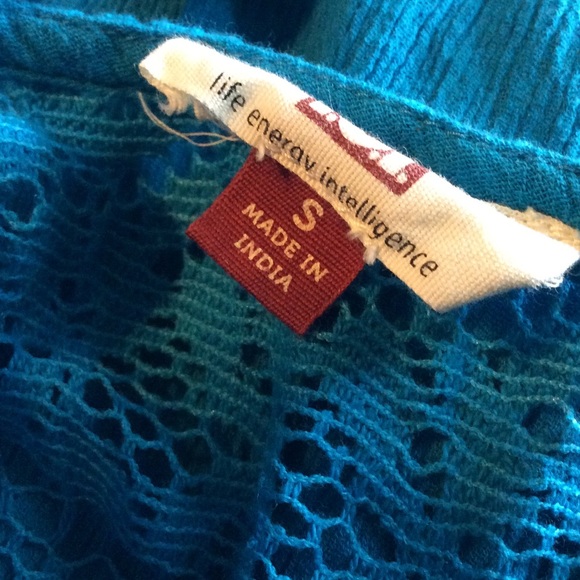 life energy intelligence
S
MADE IN
INDIA